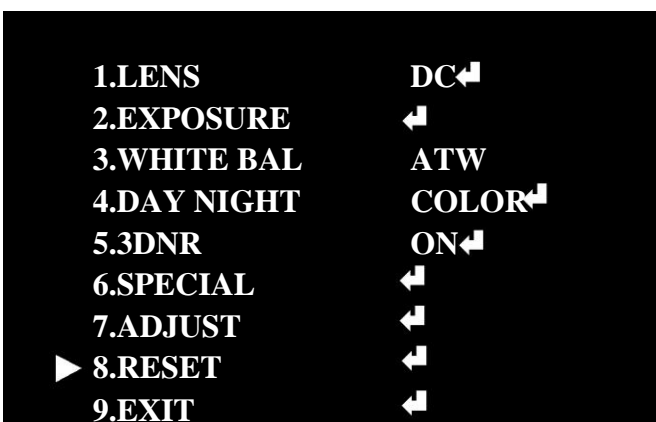 1.LENS DC↵
2.EXPOSURE ↵
3.WHITE BAL ATW
4.DAY NIGHT COLOR↵
5.3DNR ON↵
6.SPECIAL ↵
7.ADJUST ↵
▶ 8.RESET ↵
9.EXIT ↵